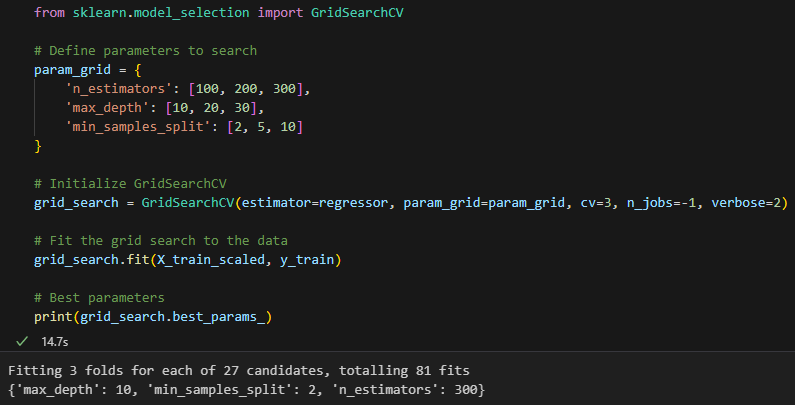 from sklearn.model_selection import GridSearchCV
# Define parameters to search
param_grid = {
    'n_estimators': [100, 200, 300],
    'max_depth': [10, 20, 30],
    'min_samples_split': [2, 5, 10]
}
# Initialize GridSearchCV
grid_search = GridSearchCV(estimator=regressor, param_grid=param_grid, cv=3, n_jobs=-1, verbose=2)
# Fit the grid search to the data
grid_search.fit(X_train_scaled, y_train)
# Best parameters
print(grid_search.best_params_)
14.7s
Fitting 3 folds for each of 27 candidates, totalling 81 fits
{'max_depth': 10, 'min_samples_split': 2, 'n_estimators': 300}